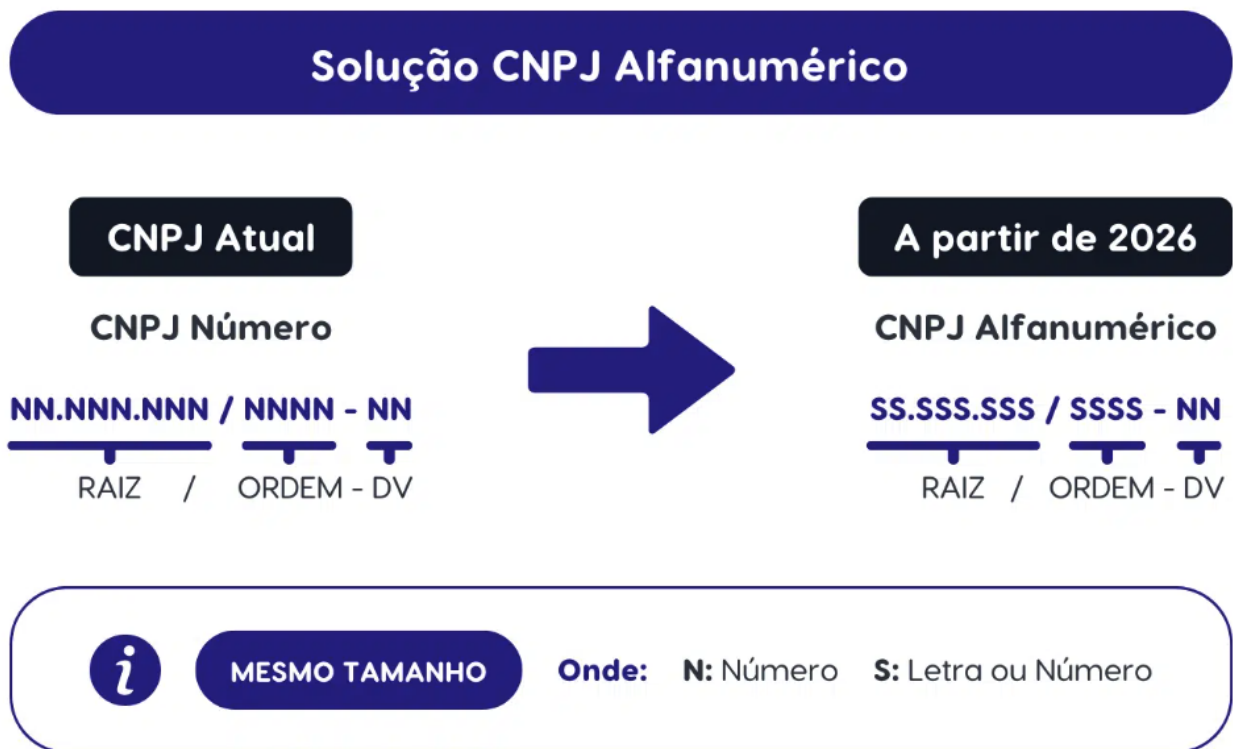 Solução CNPJ Alfanumérico
CNPJ Atual
CNPJ Número
NN.NNN.NNN / NNNN - NN
RAIZ / ORDEM - DV
A partir de 2026
CNPJ Alfanumérico
SS.SSS.SSS / SSSS - NN
RAIZ / ORDEM - DV
i MESMO TAMANHO Onde: N: Número S: Letra ou Número